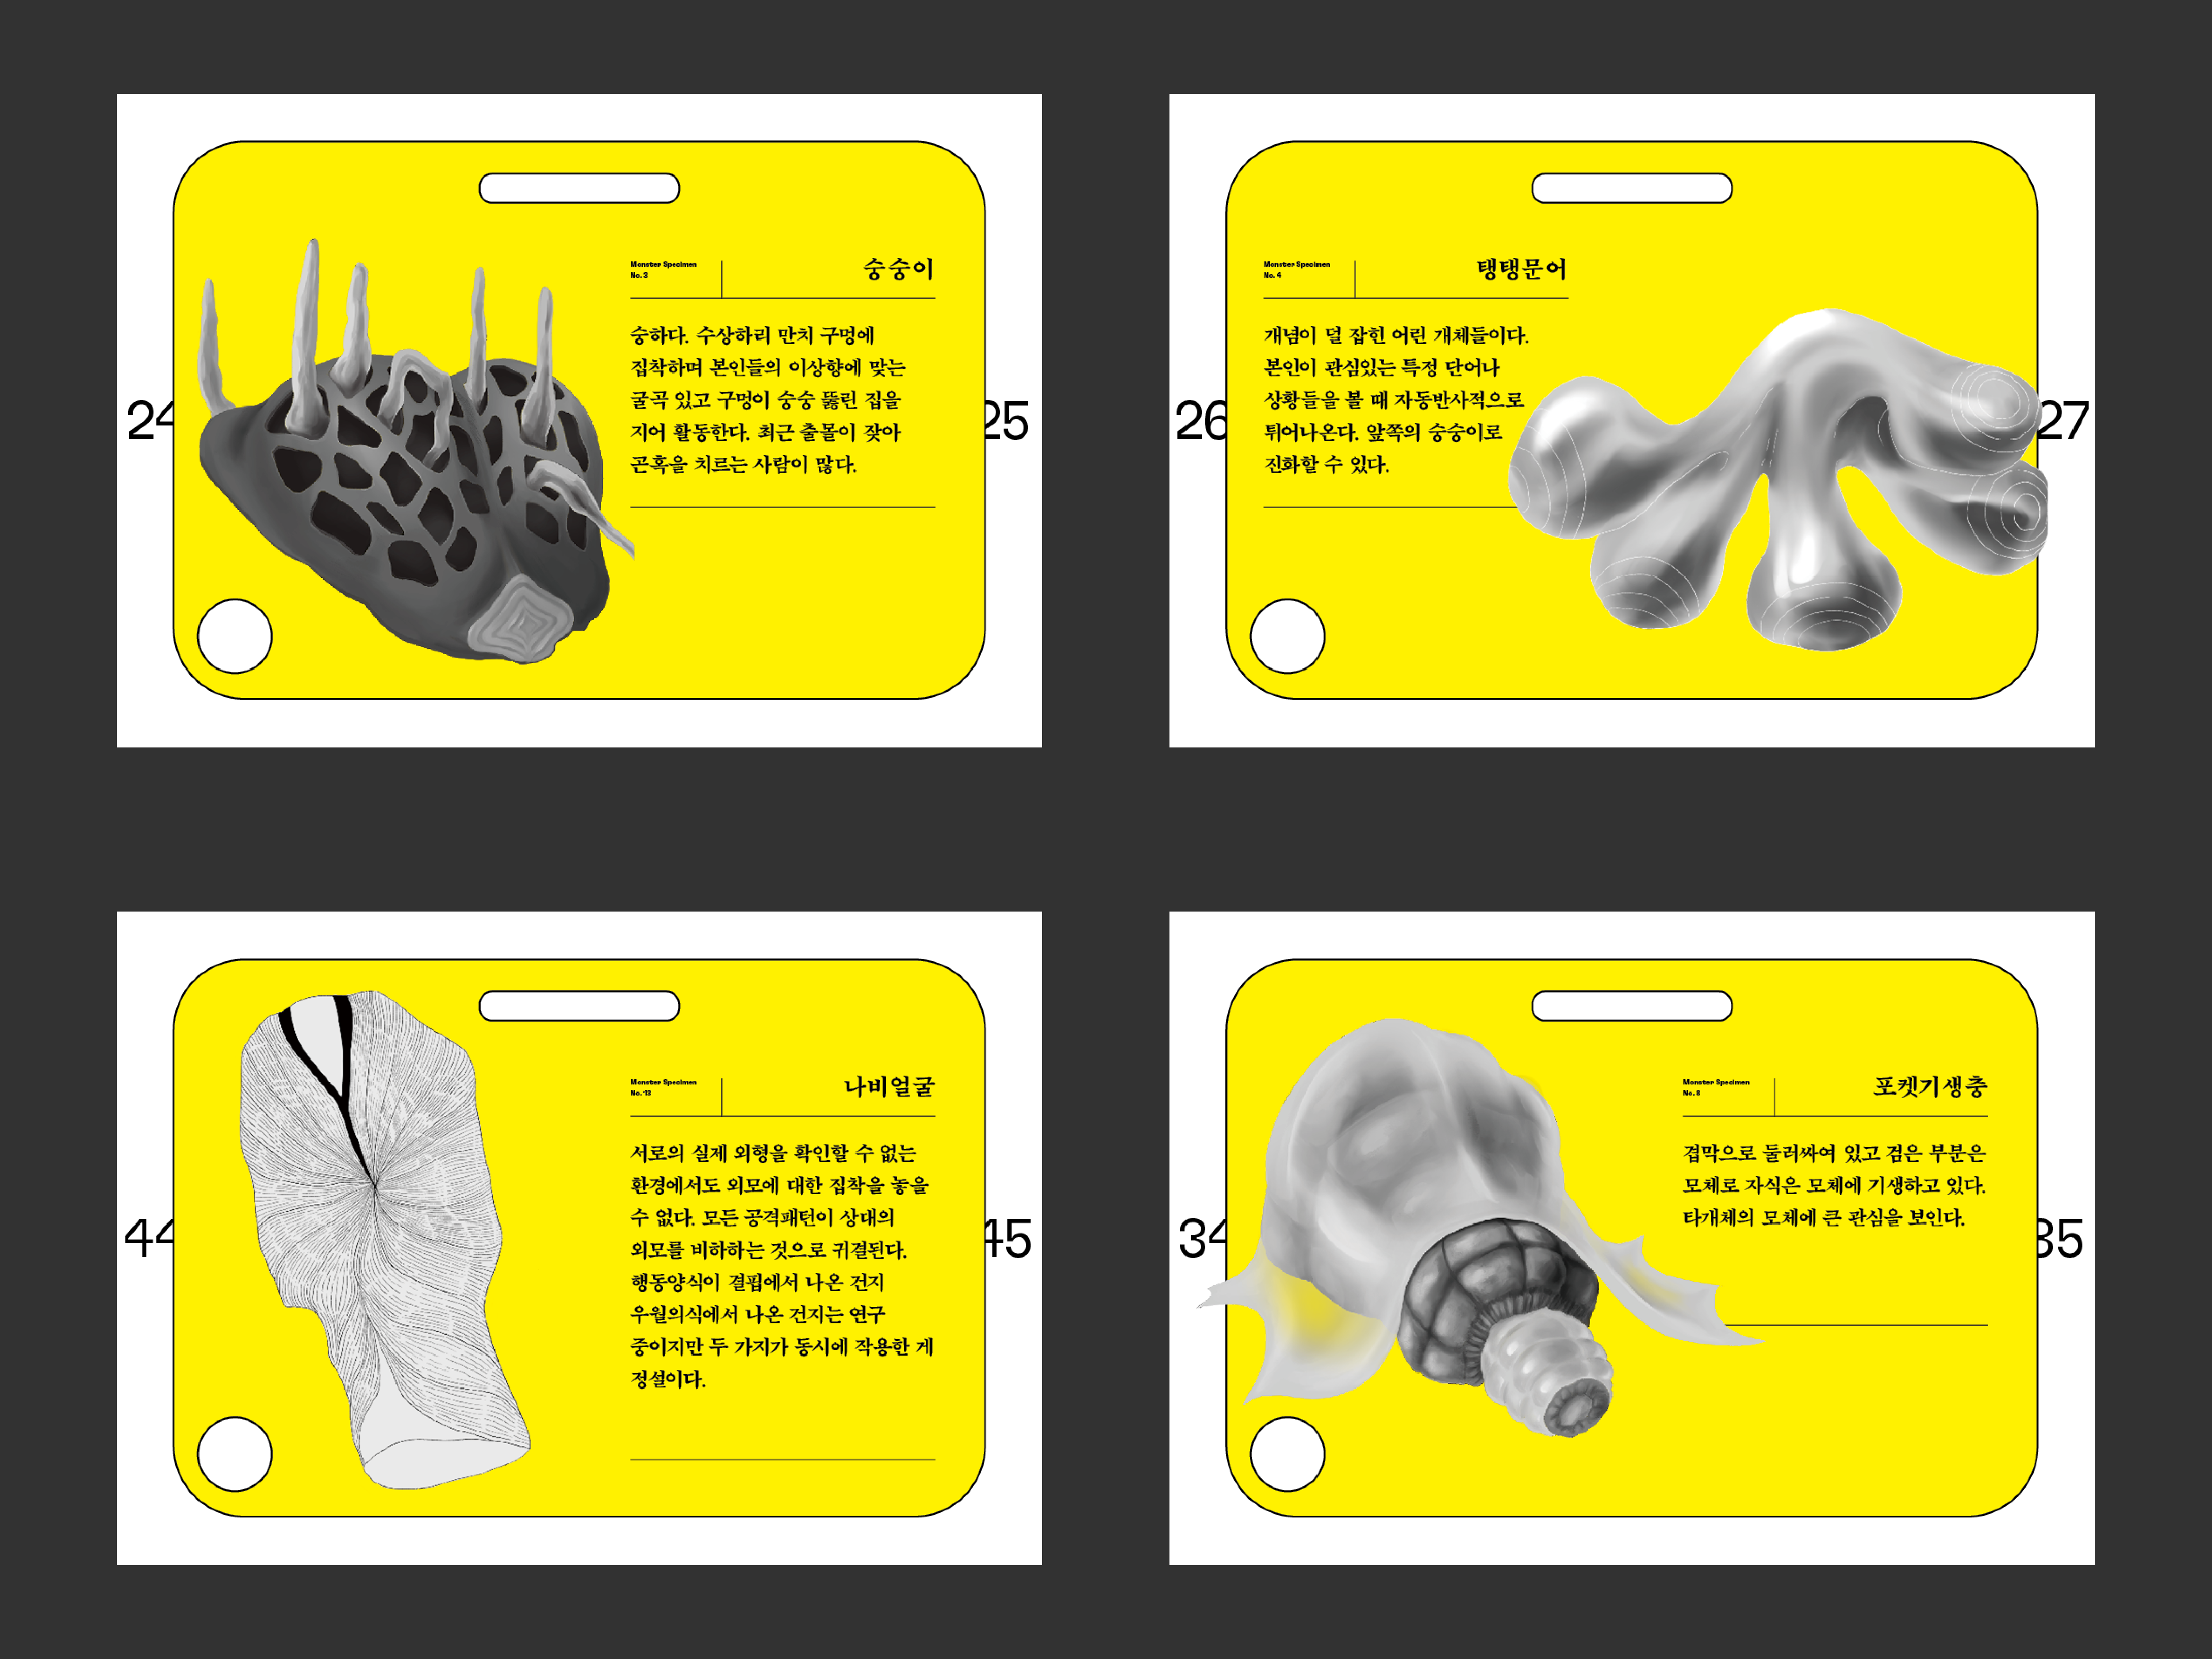 24
25
Monster Specimen
No. 3
숭숭이
숭하다. 수상하리 만치 구멍에
집착하며 본인들의 이상향에 맞는
굴곡 있고 구멍이 숭숭 뚫린 집을
지어 활동한다. 최근 출몰이 잦아
곤혹을 치르는 사람이 많다.
26
27
Monster Specimen
No. 4
탱탱문어
개념이 덜 잡힌 어린 개체들이다.
본인이 관심있는 특정 단어나
상황들을 볼 때 자동반사적으로
튀어나온다. 앞쪽의 숭숭이로
진화할 수 있다.
44
45
Monster Specimen
No. 13
나비얼굴
서로의 실제 외형을 확인할 수 없는
환경에서도 외모에 대한 집착을 놓을
수 없다. 모든 공격패턴이 상대의
외모를 비하하는 것으로 귀결된다.
행동양식이 결핍에서 나온 건지
우월의식에서 나온 건지는 연구
중이지만 두 가지가 동시에 작용한 게
정설이다.
34
35
Monster Specimen
No. 8
포켓기생충
겹막으로 둘러싸여 있고 검은 부분은
모체로 자식은 모체에 기생하고 있다.
타개체의 모체에 큰 관심을 보인다.